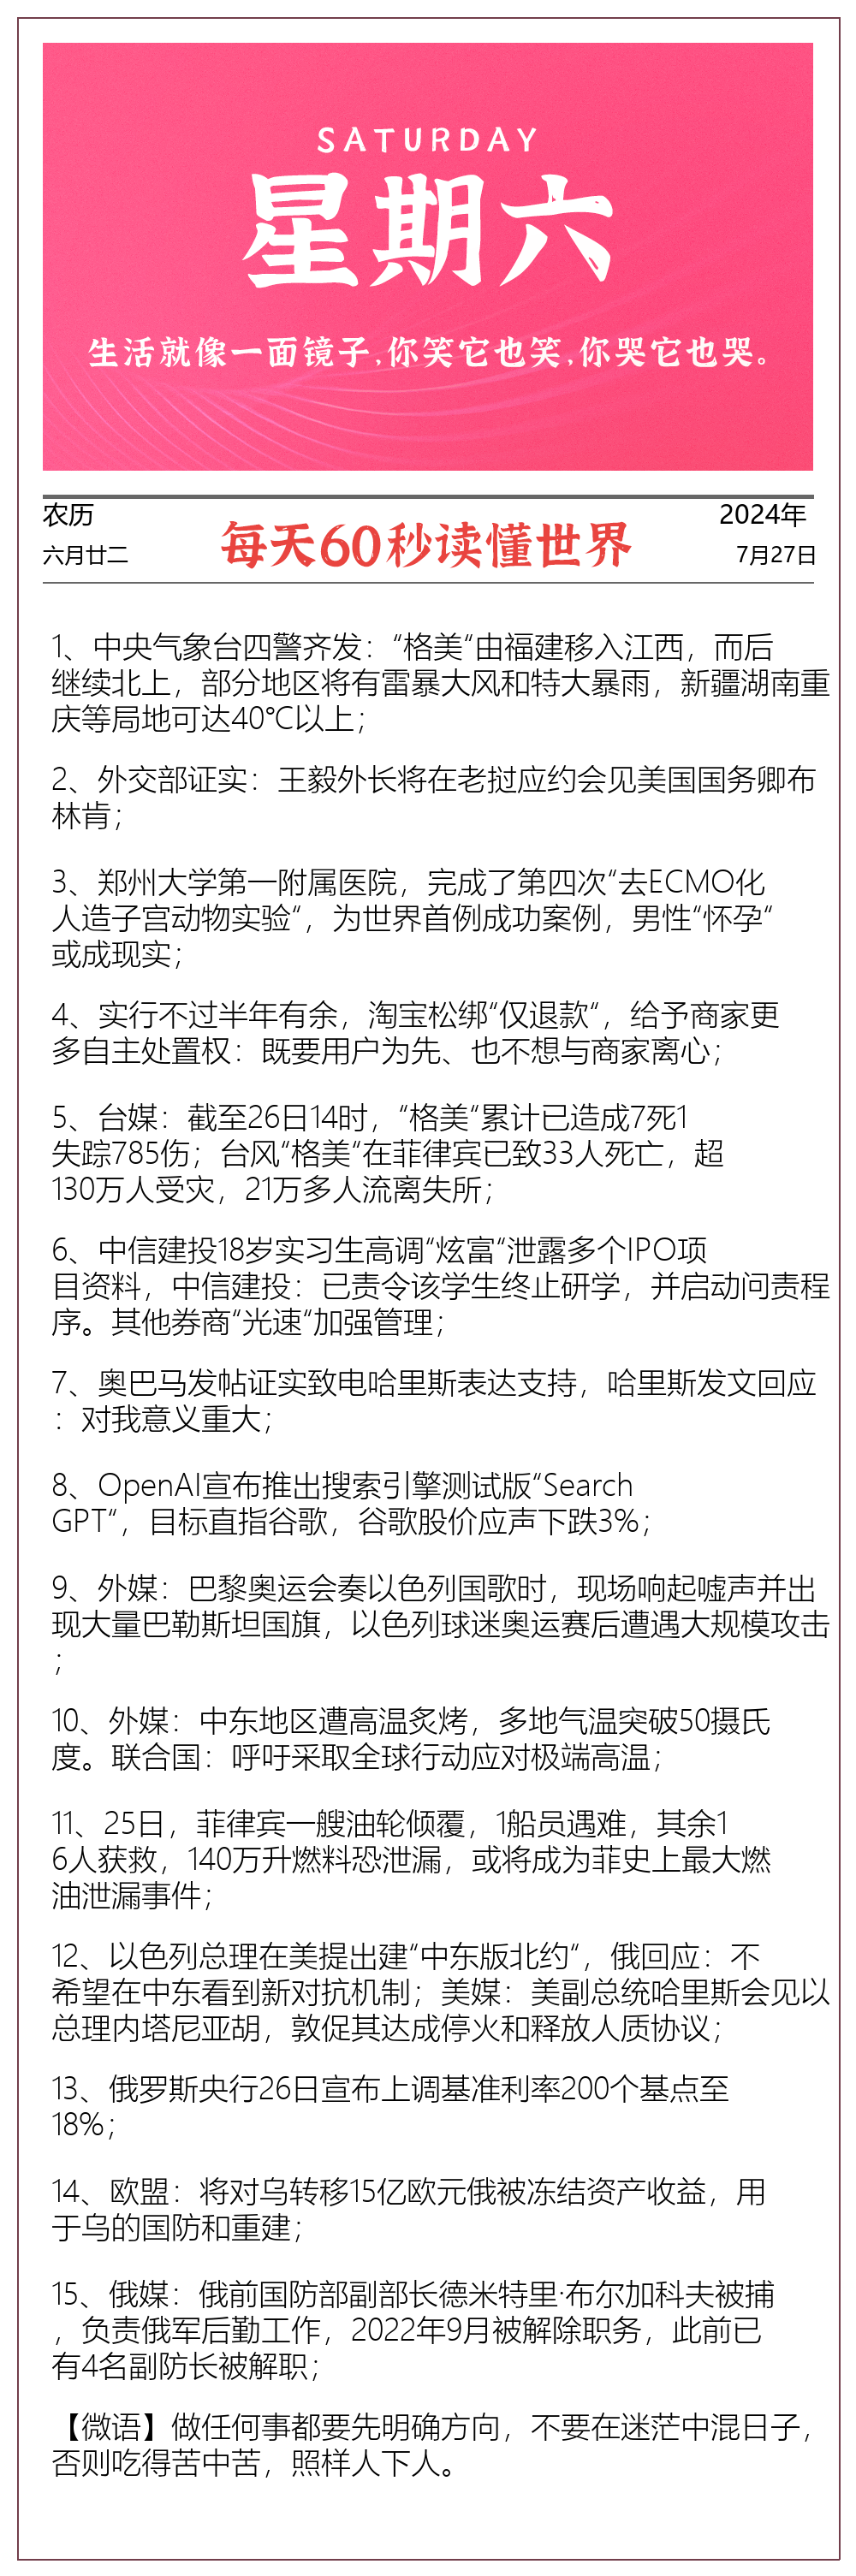 SATURDAY
星期六
生活就像一面镜子,你笑它也笑,你哭它也哭。
农历
六月廿二
每天60秒读懂世界
2024年
7月27日
1、中央气象台四警齐发：“格美“由福建移入江西，而后
继续北上，部分地区将有雷暴大风和特大暴雨，新疆湖南重
庆等局地可达40℃以上；
2、外交部证实：王毅外长将在老挝应约会见美国国务卿布
林肯；
3、郑州大学第一附属医院，完成了第四次“去ECMO化
人造子宫动物实验“，为世界首例成功案例，男性“怀孕“
或成现实；
4、实行不过半年有余，淘宝松绑“仅退款“，给予商家更
多自主处置权：既要用户为先、也不想与商家离心；
5、台媒：截至26日14时，“格美“累计已造成7死1
失踪785伤；台风“格美“在菲律宾已致33人死亡，超
130万人受灾，21万多人流离失所；
6、中信建投18岁实习生高调“炫富“泄露多个IPO项
目资料，中信建投：已责令该学生终止研学，并启动问责程
序。其他券商“光速“加强管理；
7、奥巴马发帖证实致电哈里斯表达支持，哈里斯发文回应
：对我意义重大；
8、OpenAI宣布推出搜索引擎测试版“Search
GPT“，目标直指谷歌，谷歌股价应声下跌3%；
9、外媒：巴黎奥运会奏以色列国歌时，现场响起嘘声并出
现大量巴勒斯坦国旗，以色列球迷奥运赛后遭遇大规模攻击
；
10、外媒：中东地区遭高温炙烤，多地气温突破50摄氏
度。联合国：呼吁采取全球行动应对极端高温；
11、25日，菲律宾一艘油轮倾覆，1船员遇难，其余1
6人获救，140万升燃料恐泄漏，或将成为菲史上最大燃
油泄漏事件；
12、以色列总理在美提出建“中东版北约“，俄回应：不
希望在中东看到新对抗机制；美媒：美副总统哈里斯会见以
总理内塔尼亚胡，敦促其达成停火和释放人质协议；
13、俄罗斯央行26日宣布上调基准利率200个基点至
18%；
14、欧盟：将对乌转移15亿欧元俄被冻结资产收益，用
于乌的国防和重建；
15、俄媒：俄前国防部副部长德米特里·布尔加科夫被捕
，负责俄军后勤工作，2022年9月被解除职务，此前已
有4名副防长被解职；
【微语】做任何事都要先明确方向，不要在迷茫中混日子，
否则吃得苦中苦，照样人下人。